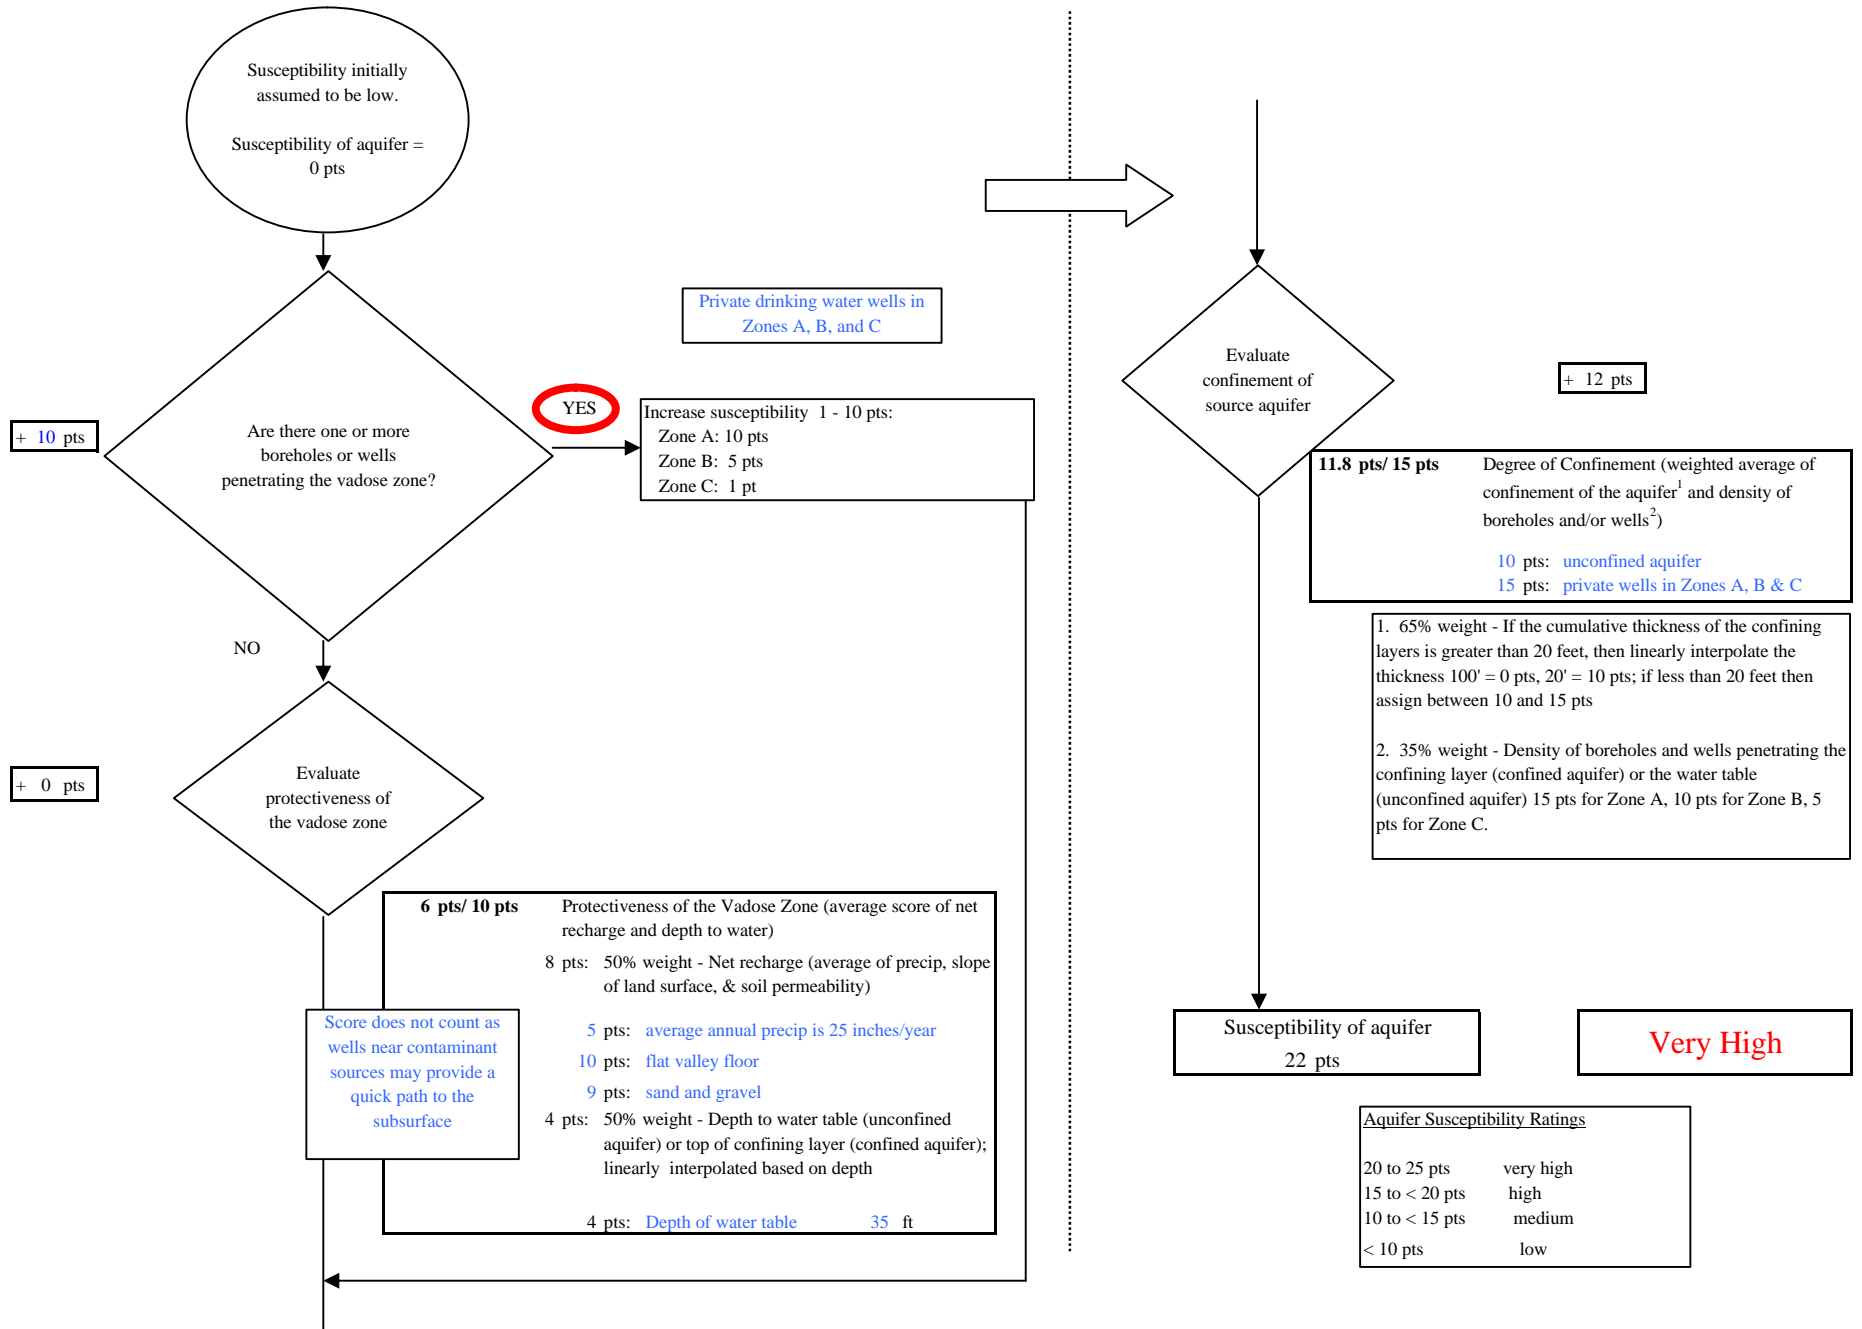 Susceptibility initially
assumed to be low.
Susceptibility of aquifer =
0 pts
Private drinking water wells in
Zones A, B, and C
YES
+ 10 pts
Are there one or more
boreholes or wells
penetrating the vadose zone?
Increase susceptibility 1 - 10 pts:
Zone A: 10 pts
Zone B: 5 pts
Zone C: 1 pt
NO
+ 0 pts
Evaluate
protectiveness of
the vadose zone
6 pts/ 10 pts Protectiveness of the Vadose Zone (average score of net
recharge and depth to water)
8 pts: 50% weight - Net recharge (average of precip, slope
of land surface, & soil permeability)
5 pts: average annual precip is 25 inches/year
10 pts: flat valley floor
9 pts: sand and gravel
4 pts: 50% weight - Depth to water table (unconfined
aquifer) or top of confining layer (confined aquifer);
linearly interpolated based on depth
4 pts: Depth of water table 35 ft
Score does not count as
wells near contaminant
sources may provide a
quick path to the
subsurface
Evaluate
confinement of
source aquifer
+ 12 pts
11.8 pts/ 15 pts Degree of Confinement (weighted average of
confinement of the aquifer1 and density of
boreholes and/or wells2)
10 pts: unconfined aquifer
15 pts: private wells in Zones A, B & C
1. 65% weight - If the cumulative thickness of the confining
layers is greater than 20 feet, then linearly interpolate the
thickness 100' = 0 pts, 20' = 10 pts; if less than 20 feet then
assign between 10 and 15 pts
2. 35% weight - Density of boreholes and wells penetrating the
confining layer (confined aquifer) or the water table
(unconfined aquifer) 15 pts for Zone A, 10 pts for Zone B, 5
pts for Zone C.
Susceptibility of aquifer
22 pts
Very High
Aquifer Susceptibility Ratings
20 to 25 pts very high
15 to < 20 pts high
10 to < 15 pts medium
< 10 pts low